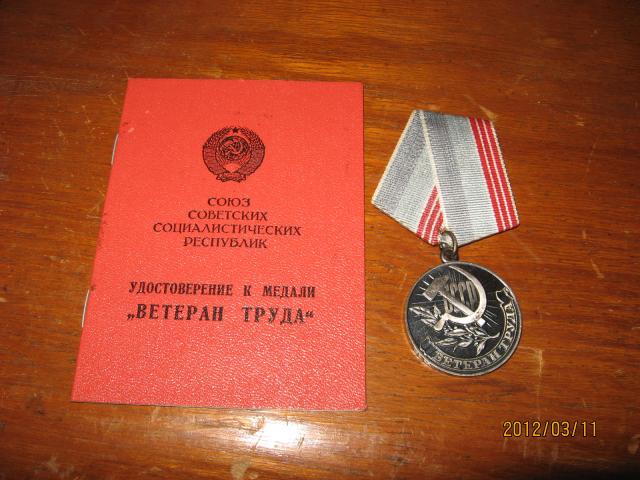 СОЮЗ
СОВЕТСКИХ
СОЦИАЛИСТИЧЕСКИХ
РЕСПУБЛИК
УДОСТОВЕРЕНИЕ К МЕДАЛИ
„ВЕТЕРАН ТРУДА“
СССР
ВЕТЕРАН ТРУДА
2012/03/11